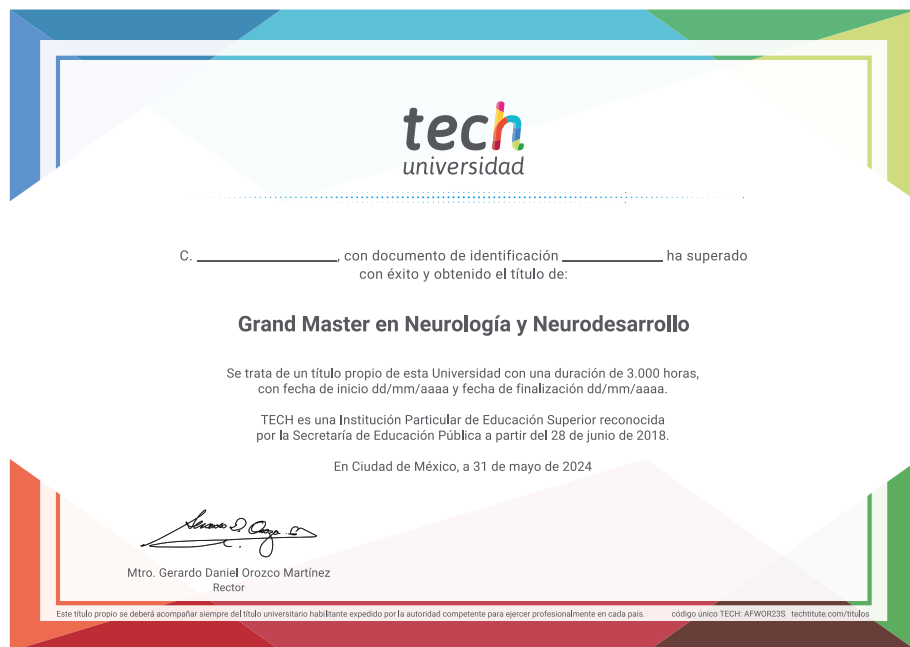 tech
universidad
C. ____________________, con documento de identificación ______________ ha superado
con éxito y obtenido el título de:
Grand Master en Neurología y Neurodesarrollo
Se trata de un título propio de esta Universidad con una duración de 3.000 horas,
con fecha de inicio dd/mm/aaaa y fecha de finalización dd/mm/aaaa.
TECH es una Institución Particular de Educación Superior reconocida
por la Secretaría de Educación Pública a partir del 28 de junio de 2018.
En Ciudad de México, a 31 de mayo de 2024
Mtro. Gerardo Daniel Orozco Martínez
Rector
Este título propio se deberá acompañar siempre del título universitario habilitante expedido por la autoridad competente para ejercer profesionalmente en cada país. código único TECH: AFWOR23S techtitute.com/titulos